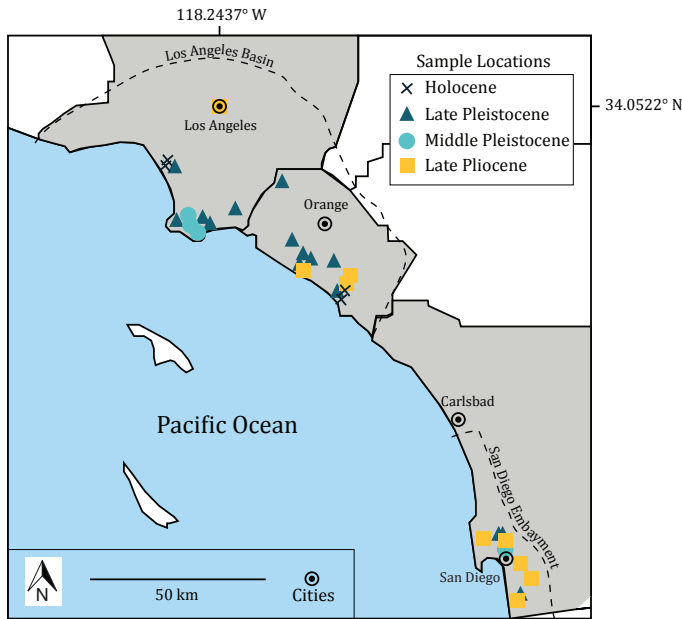 118.2437° W
Los Angeles Basin
Sample Locations
Holocene
Late Pleistocene
Middle Pleistocene
Late Pliocene
34.0522° N
Los Angeles
Orange
Pacific Ocean
Carlsbad
San Diego Embayment
San Diego
N
50 km
Cities